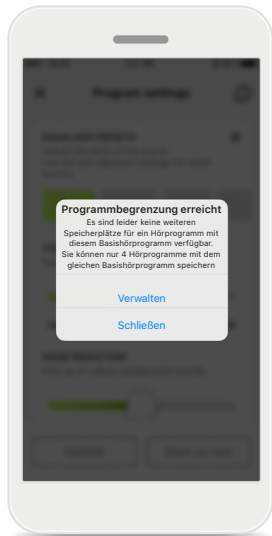 Program settings
Programmbegrenzung erreicht
Es sind leider keine weiteren
Speicherplätze für ein Hörprogramm mit
diesem Basishörprogramm verfügbar.
Sie können nur 4 Hörprogramme mit dem
gleichen Basishörprogramm speichern
Verwalten
Schließen